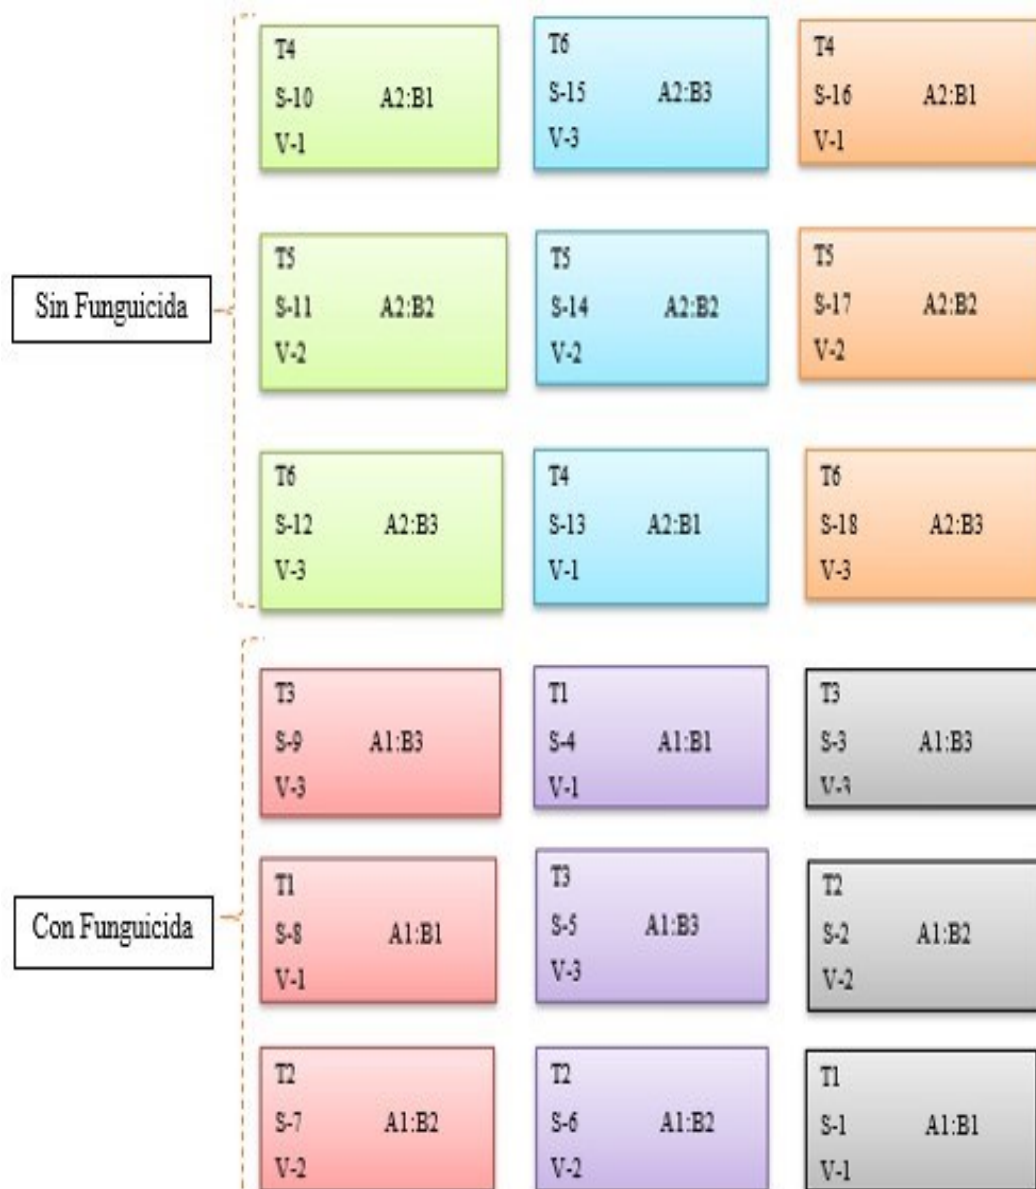 T4
S-10 A2:B1
V-1
T6
S-15 A2:B3
V-3
T4
S-16 A2:B1
V-1
Sin Funguicida
T5
S-11 A2:B2
V-2
T5
S-14 A2:B2
V-2
T5
S-17 A2:B2
V-2
T6
S-12 A2:B3
V-3
T4
S-13 A2:B1
V-1
T6
S-18 A2:B3
V-3
T3
S-9 A1:B3
V-3
T1
S-4 A1:B1
V-1
T3
S-3 A1:B3
V-3
Con Funguicida
T1
S-8 A1:B1
V-1
T3
S-5 A1:B3
V-3
T2
S-2 A1:B2
V-2
T2
S-7 A1:B2
V-2
T2
S-6 A1:B2
V-2
T1
S-1 A1:B1
V-1